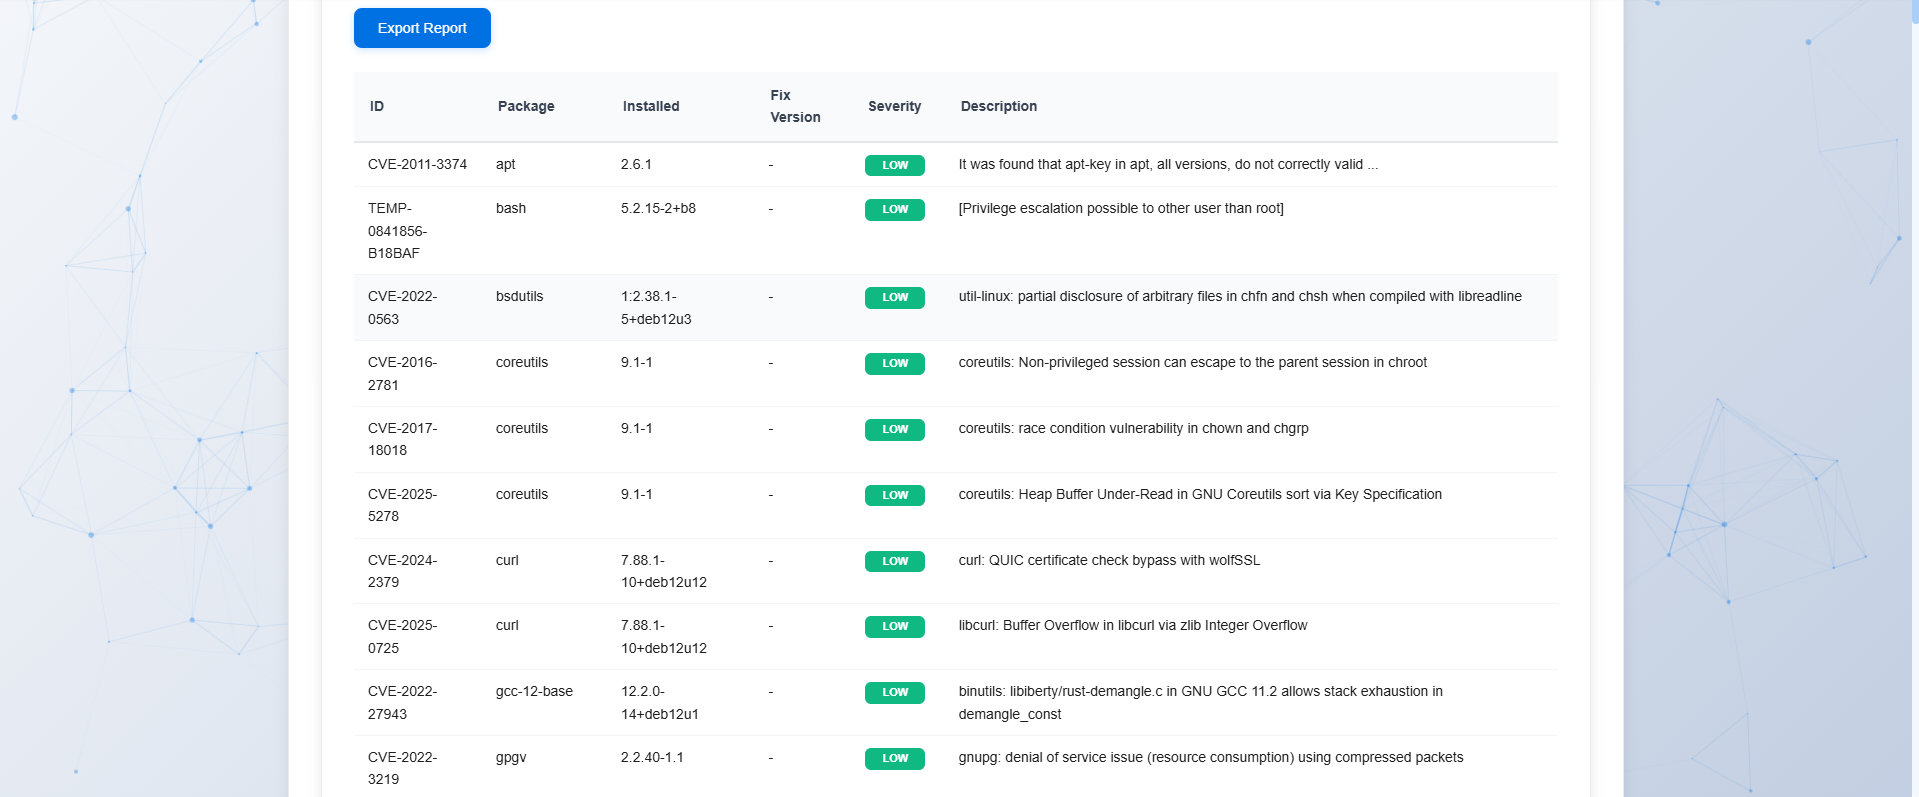 Export Report
ID Package Installed Fix Version Severity Description
CVE-2011-3374 apt 2.6.1 - LOW It was found that apt-key in apt, all versions, do not correctly valid ...
TEMP-0841856-B18BAF bash 5.2.15-2+b8 - LOW [Privilege escalation possible to other user than root]
CVE-2022-0563 bsdutils 1:2.38.1-5+deb12u3 - LOW util-linux: partial disclosure of arbitrary files in chfn and chsh when compiled with libreadline
CVE-2016-2781 coreutils 9.1-1 - LOW coreutils: Non-privileged session can escape to the parent session in chroot
CVE-2017-18018 coreutils 9.1-1 - LOW coreutils: race condition vulnerability in chown and chgrp
CVE-2025-5278 coreutils 9.1-1 - LOW coreutils: Heap Buffer Under-Read in GNU Coreutils sort via Key Specification
CVE-2024-2379 curl 7.88.1-10+deb12u12 - LOW curl: QUIC certificate check bypass with wolfSSL
CVE-2025-0725 curl 7.88.1-10+deb12u12 - LOW libcurl: Buffer Overflow in libcurl via zlib Integer Overflow
CVE-2022-27943 gcc-12-base 12.2.0-14+deb12u1 - LOW binutils: libiberty/rust-demangle.c in GNU GCC 11.2 allows stack exhaustion in demangle_const
CVE-2022-3219 gpgv 2.2.40-1.1 - LOW gnupg: denial of service issue (resource consumption) using compressed packets